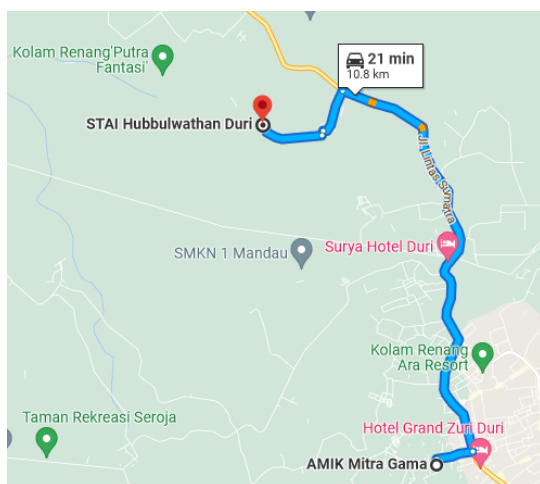 Kolam Renang'Putra
Fantasi'
21 min
10.8 km
STAI Hubbulwathan Duri
Jl. Lintas Sumatra
Surya Hotel Duri
SMKN 1 Mandau
Kolam Renang
Ara Resort
Taman Rekreasi Seroja
Hotel Grand Zuri Duri
AMIK Mitra Gama